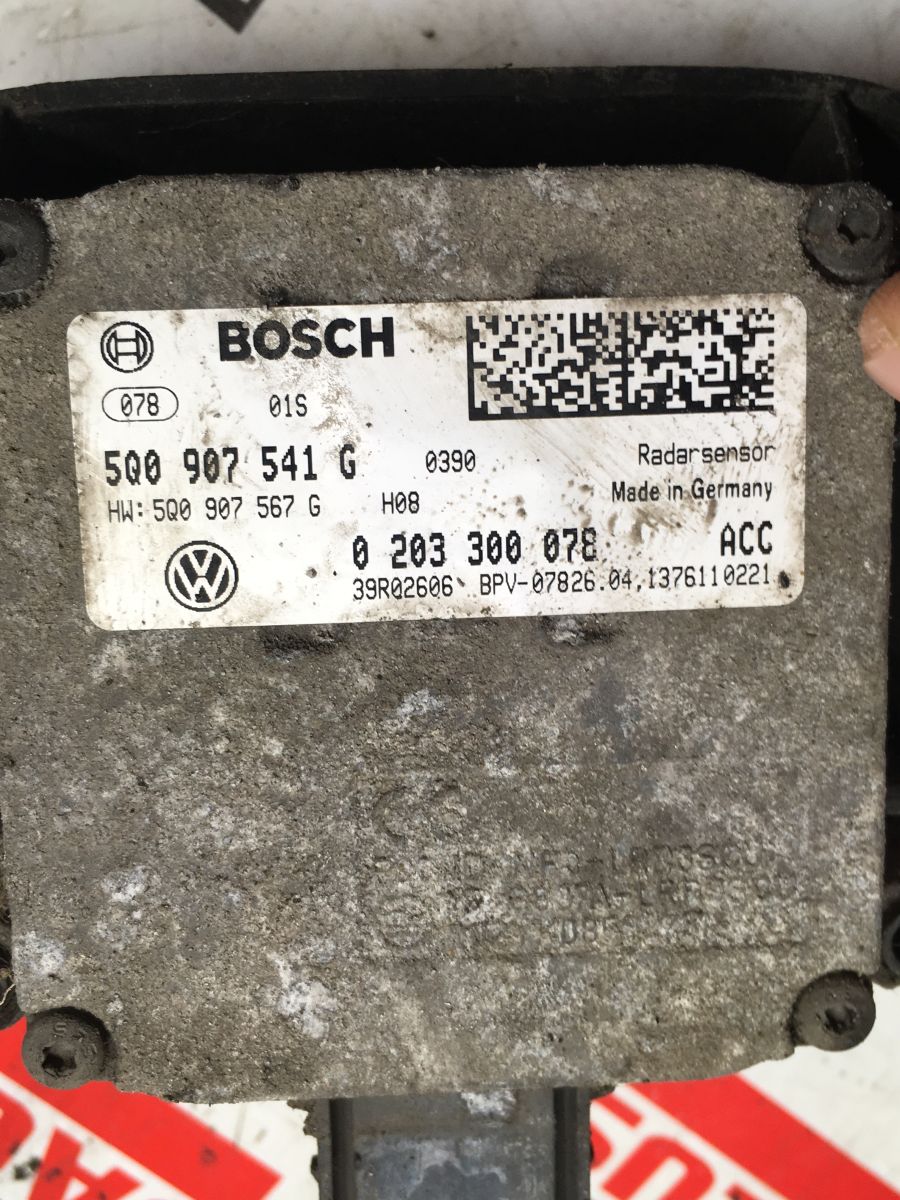 BOSCH
078 01S
5Q0 907 541 G 0390 Radarsensor
HW: 5Q0 907 567 G H08 Made in Germany
0 203 300 078 ACC
39R02606 BPV-07826.04,1376110221